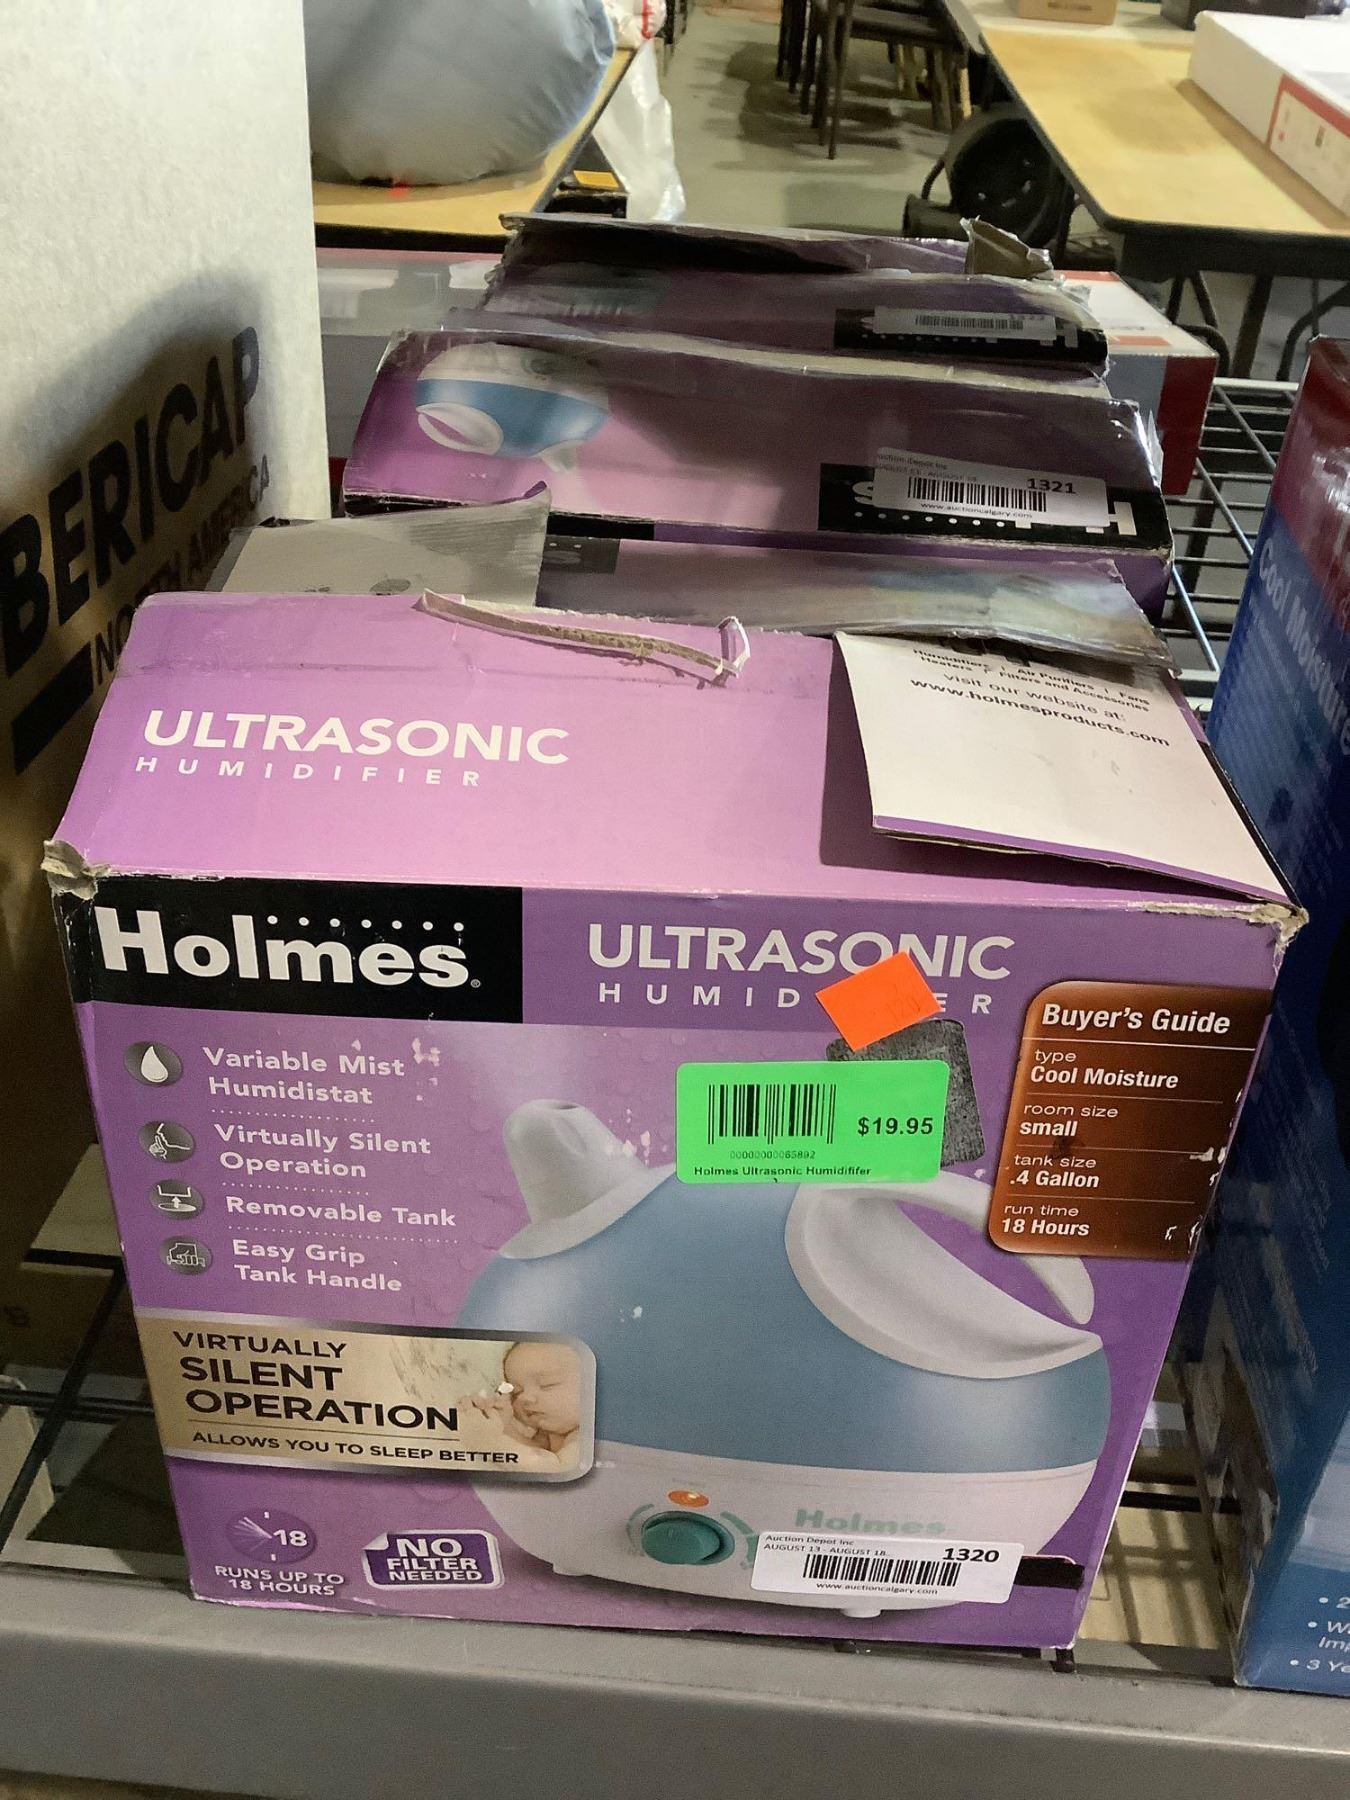 BERICAP
NORTH AMERICA
1321
www.auctioncalgary.com
Humidifiers | Air Purifiers | Fans
Heaters | Filters and Accessories
visit our website at:
www.holmesproducts.com
ULTRASONIC
HUMIDIFIER
Holmes
ULTRASONIC
HUMID ER
Variable Mist
Humidistat
Virtually Silent
Operation
Removable Tank
Easy Grip
Tank Handle
$19.95
Holmes Ultrasonic Humidififer
Buyer's Guide
type
Cool Moisture
room size
small
tank size
.4 Gallon
run time
18 Hours
VIRTUALLY
SILENT
OPERATION
ALLOWS YOU TO SLEEP BETTER
18
RUNS UP TO
18 HOURS
NO
FILTER
NEEDED
Holmes
Auction Depot Inc
AUGUST 13 - AUGUST 18
1320
www.auctioncalgary.com
Cool Moisture